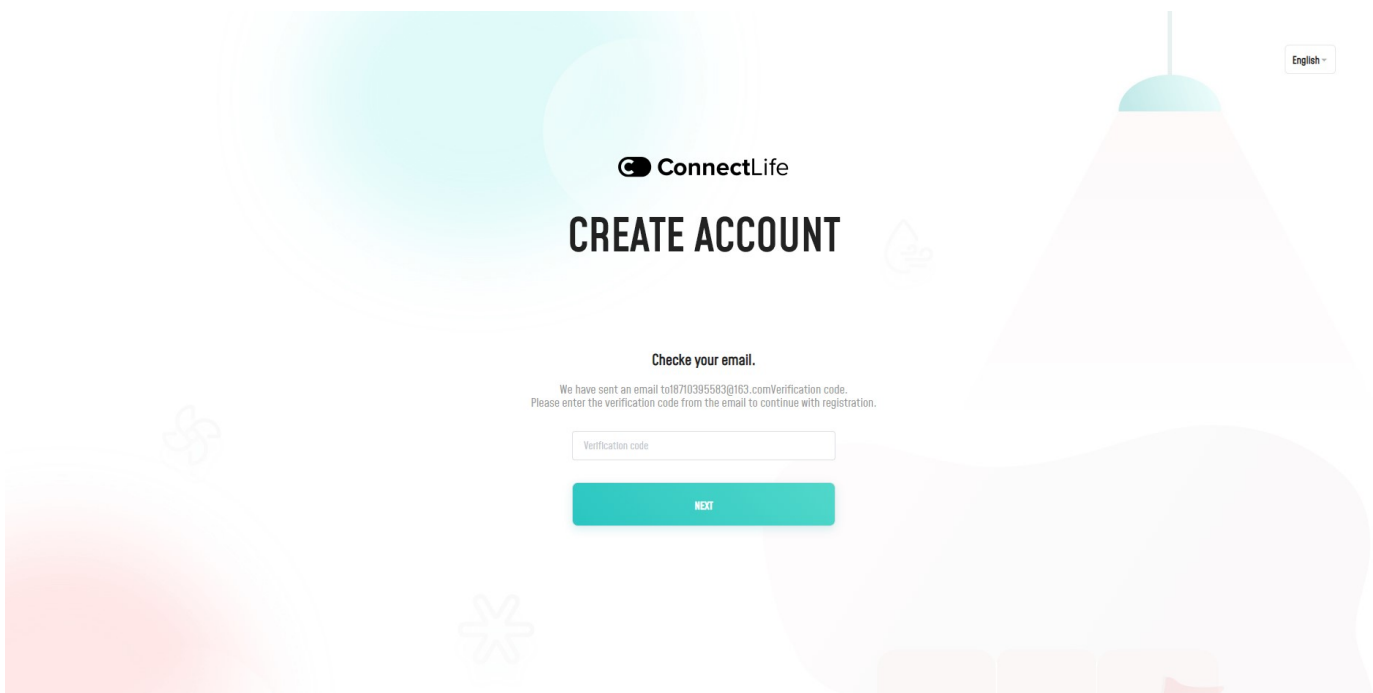 English
ConnectLife
CREATE ACCOUNT
Checke your email.
We have sent an email to18710395583@163.comVerification code.
Please enter the verification code from the email to continue with registration.
Verification code
NEXT